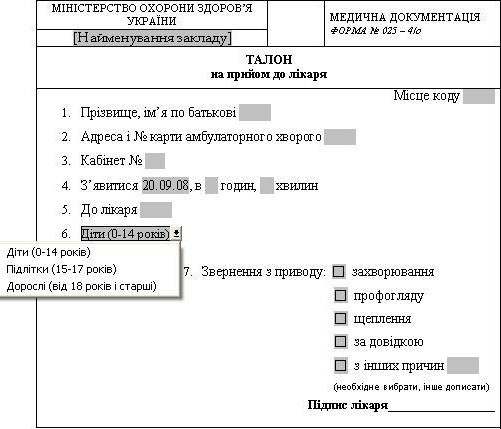 МІНІСТЕРСТВО ОХОРОНИ ЗДОРОВ'Я
УКРАЇНИ
[Найменування закладу]
МЕДИЧНА ДОКУМЕНТАЦІЯ
ФОРМА № 025 – 4/о
ТАЛОН
на прийом до лікаря
Місце коду
1. Прізвище, ім'я по батькові
2. Адреса і № карти амбулаторного хворого
3. Кабінет №
4. З'явитися 20.09.08, в годин, хвилин
5. До лікаря
6. Діти (0-14 років)
Діти (0-14 років)
Підлітки (15-17 років)
Дорослі (від 18 років і старші)
7. Звернення з приводу: захворювання
профогляду
щеплення
за довідкою
з інших причин
(необхідне вибрати, інше дописати)
Підпис лікаря